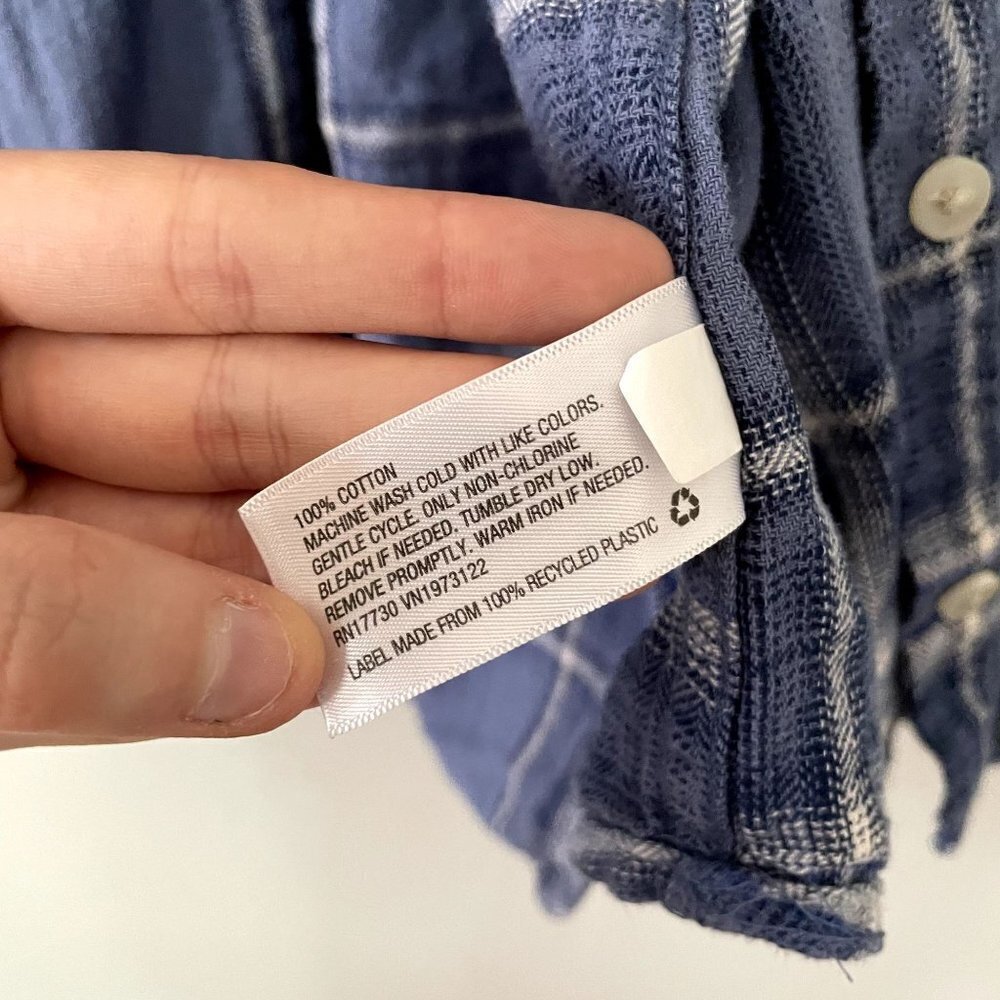 100% COTTON
MACHINE WASH COLD WITH LIKE COLORS.
GENTLE CYCLE. ONLY NON-CHLORINE
BLEACH IF NEEDED. TUMBLE DRY LOW.
REMOVE PROMPTLY. WARM IRON IF NEEDED.
RN17730 VN1973122
LABEL MADE FROM 100% RECYCLED PLASTIC